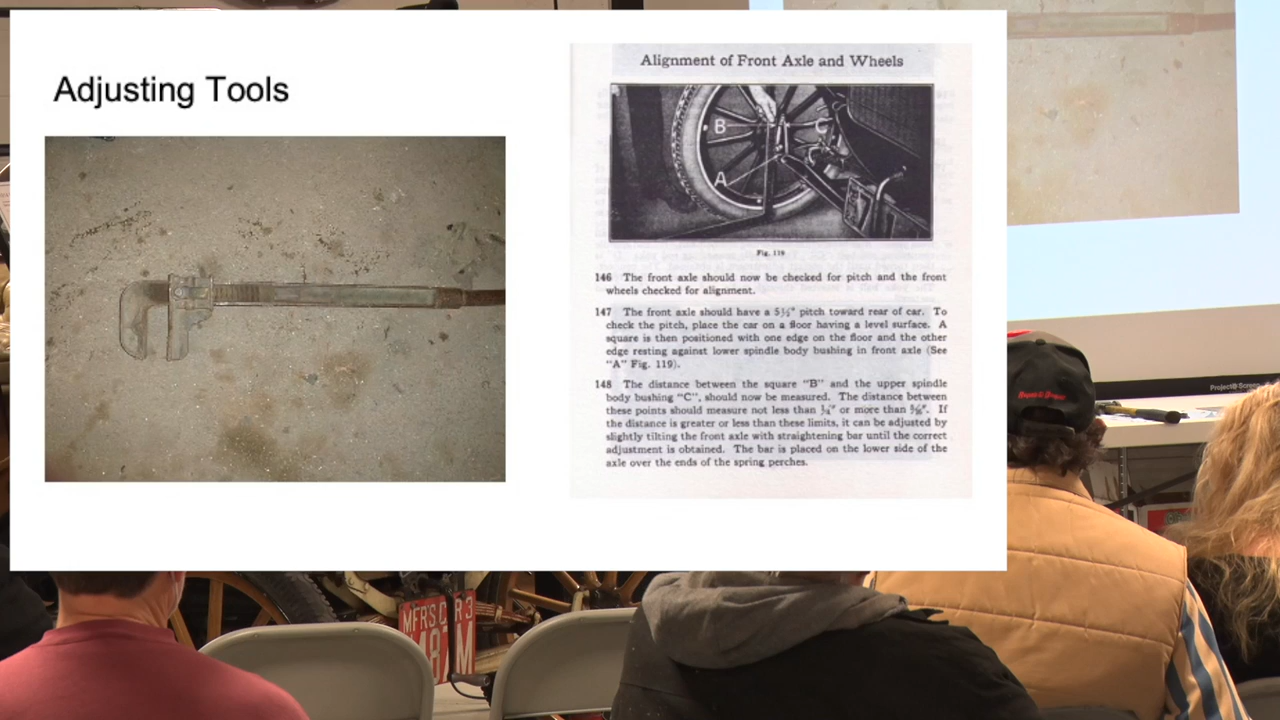 Adjusting Tools
Alignment of Front Axle and Wheels
B
C
A
Fig. 119
146 The front axle should now be checked for pitch and the front
wheels checked for alignment.
147 The front axle should have a 5½° pitch toward rear of car. To
check the pitch, place the car on a floor having a level surface. A
square is then positioned with one edge on the floor and the other
edge resting against lower spindle body bushing in front axle (See
"A" Fig. 119).
148 The distance between the square "B" and the upper spindle
body bushing "C", should now be measured. The distance between
these points should measure not less than ¼" or more than 5/16". If
the distance is greater or less than these limits, it can be adjusted by
slightly tilting the front axle with straightening bar until the correct
adjustment is obtained. The bar is placed on the lower side of the
axle over the ends of the spring perches.
Project® Screen
MFR'S
R 3
487
M